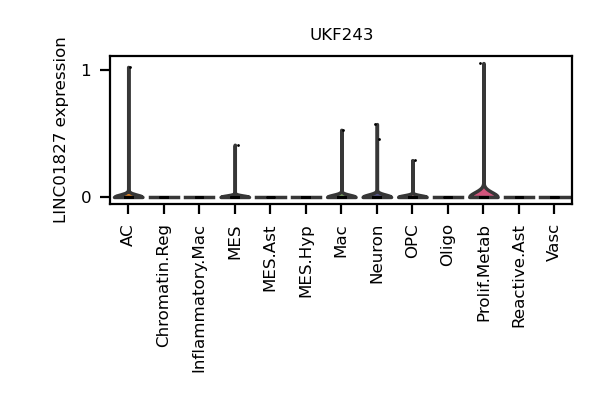 UKF243
LINC01827 expression
1
0
AC
Chromatin.Reg
Inflammatory.Mac
MES
MES.Ast
MES.Hyp
Mac
Neuron
OPC
Oligo
Prolif.Metab
Reactive.Ast
Vasc